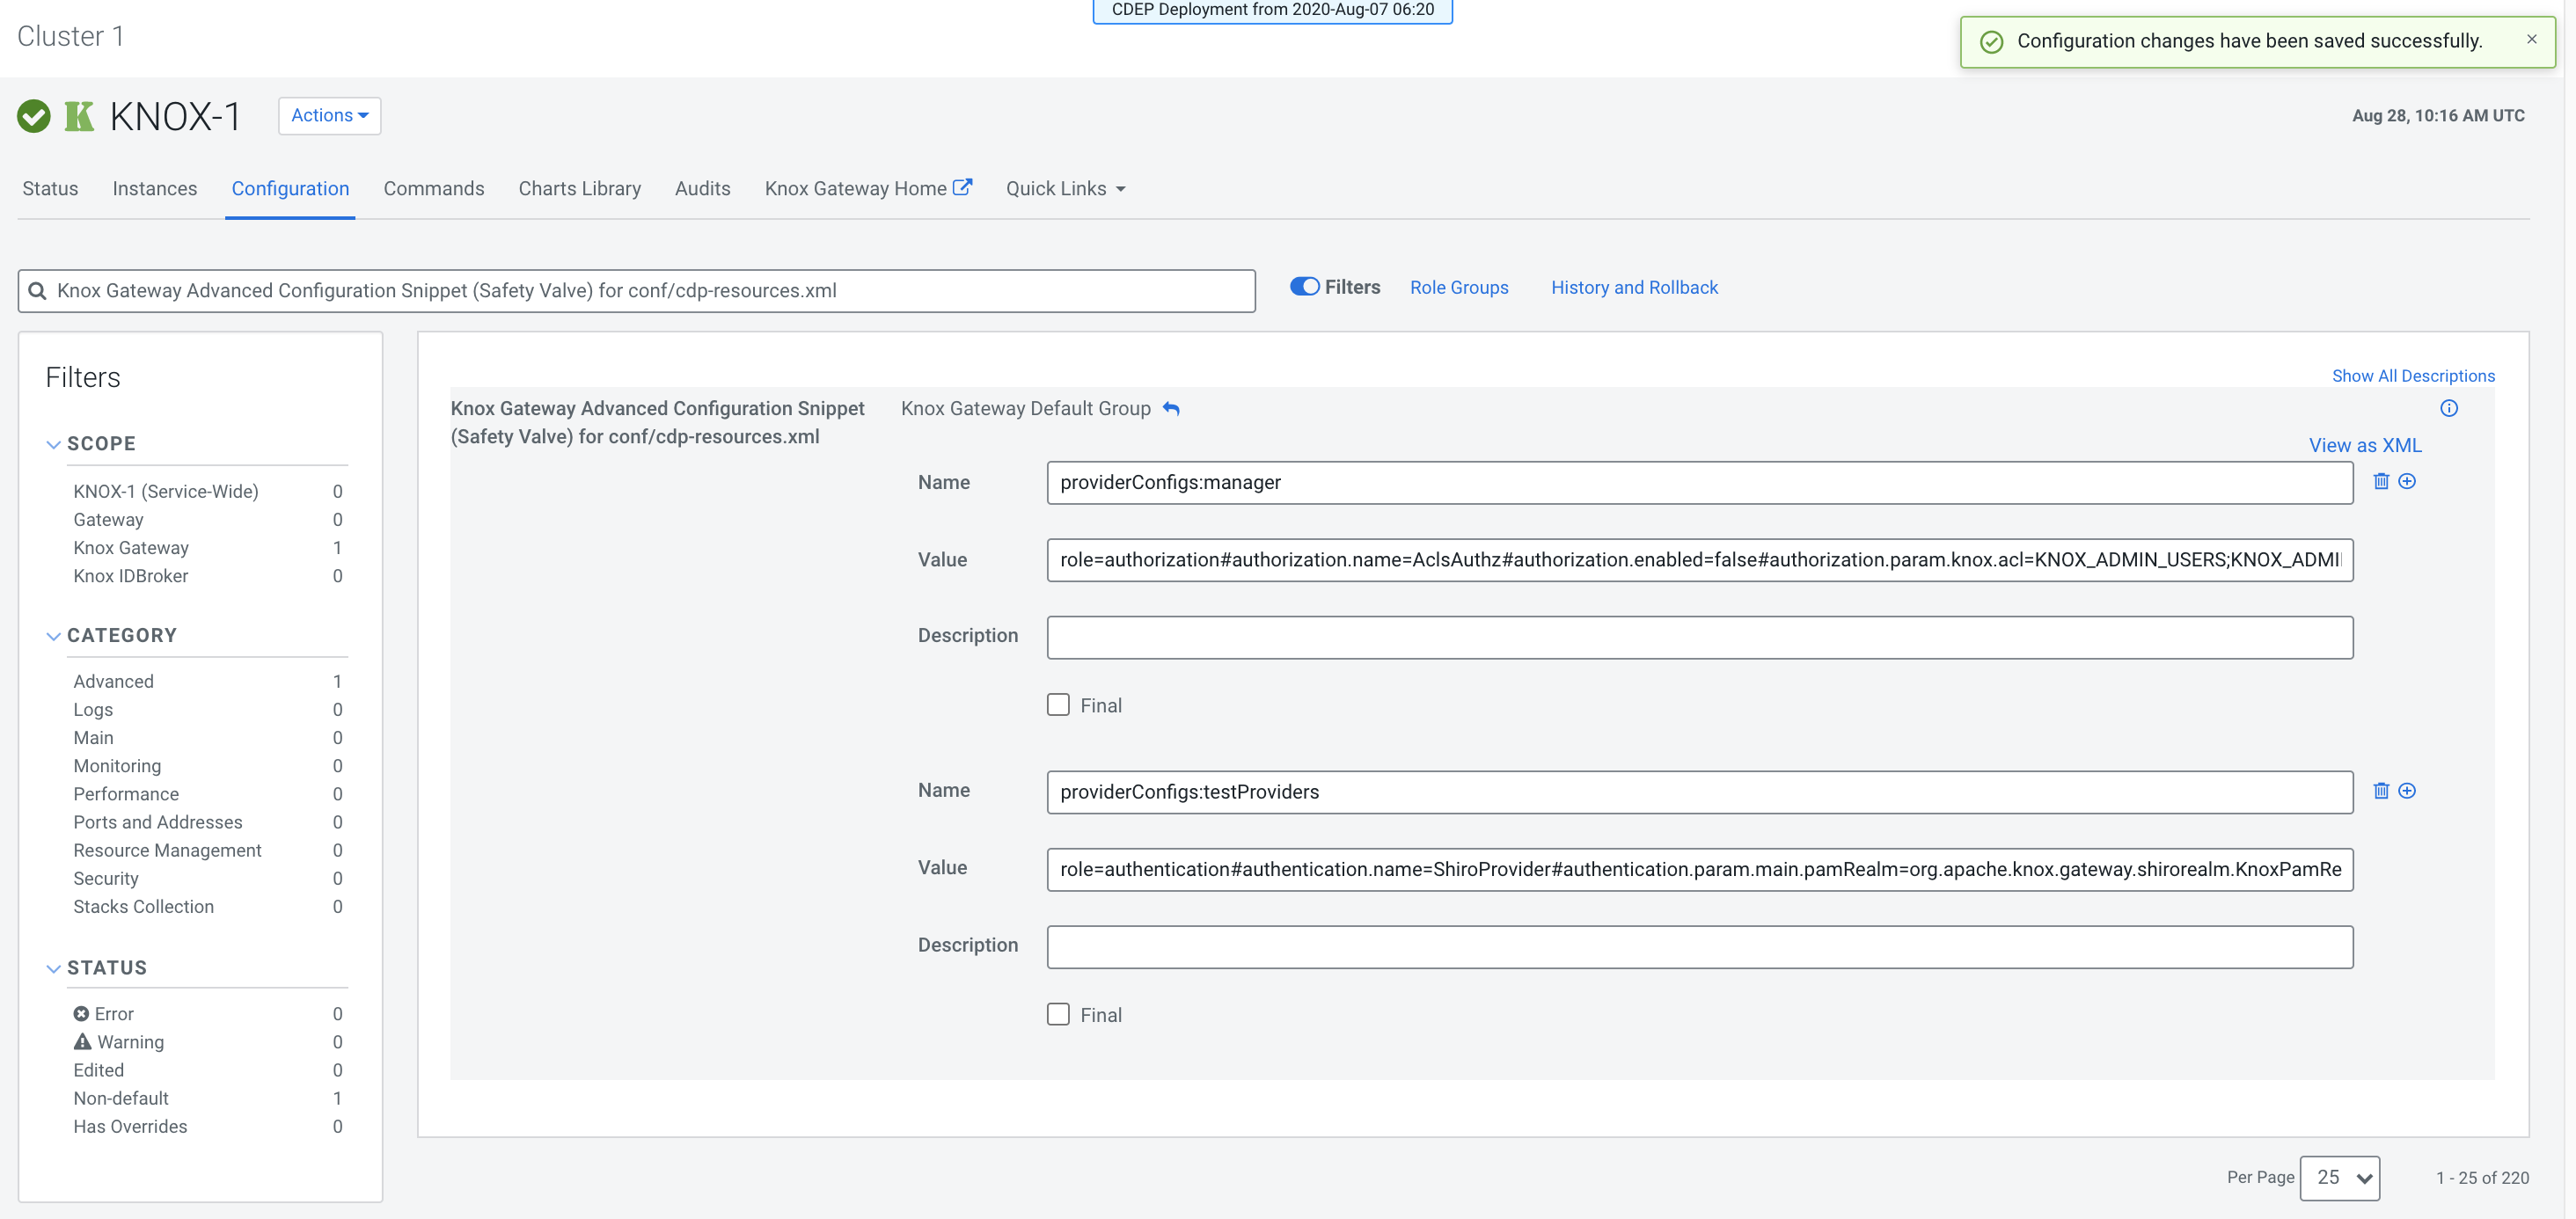 CDEP Deployment from 2020-Aug-07 06:20
Cluster 1
Configuration changes have been saved successfully.
KNOX-1
Actions
Aug 28, 10:16 AM UTC
Status Instances Configuration Commands Charts Library Audits Knox Gateway Home Quick Links
Knox Gateway Advanced Configuration Snippet (Safety Valve) for conf/cdp-resources.xml
Filters Role Groups History and Rollback
Filters
SCOPE
KNOX-1 (Service-Wide) 0
Gateway 0
Knox Gateway 1
Knox IDBroker 0
CATEGORY
Advanced 1
Logs 0
Main 0
Monitoring 0
Performance 0
Ports and Addresses 0
Resource Management 0
Security 0
Stacks Collection 0
STATUS
Error 0
Warning 0
Edited 0
Non-default 1
Has Overrides 0
Show All Descriptions
Knox Gateway Advanced Configuration Snippet
(Safety Valve) for conf/cdp-resources.xml
Knox Gateway Default Group
View as XML
Name providerConfigs:manager
Value role=authorization#authorization.name=AclsAuthz#authorization.enabled=false#authorization.param.knox.acl=KNOX_ADMIN_USERS;KNOX_ADMI
Description
Final
Name providerConfigs:testProviders
Value role=authentication#authentication.name=ShiroProvider#authentication.param.main.pamRealm=org.apache.knox.gateway.shirorealm.KnoxPamRe
Description
Final
Per Page 25 1 - 25 of 220